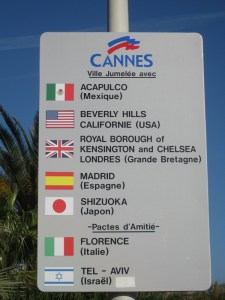 CANNES
Ville Jumelée avec
ACAPULCO
(Mexique)
BEVERLY HILLS
CALIFORNIE (USA)
ROYAL BOROUGH of
KENSINGTON and CHELSEA
LONDRES (Grande Bretagne)
MADRID
(Espagne)
SHIZUOKA
(Japon)
-Pactes d'Amitié-
FLORENCE
(Italie)
TEL - AVIV
(Israël)